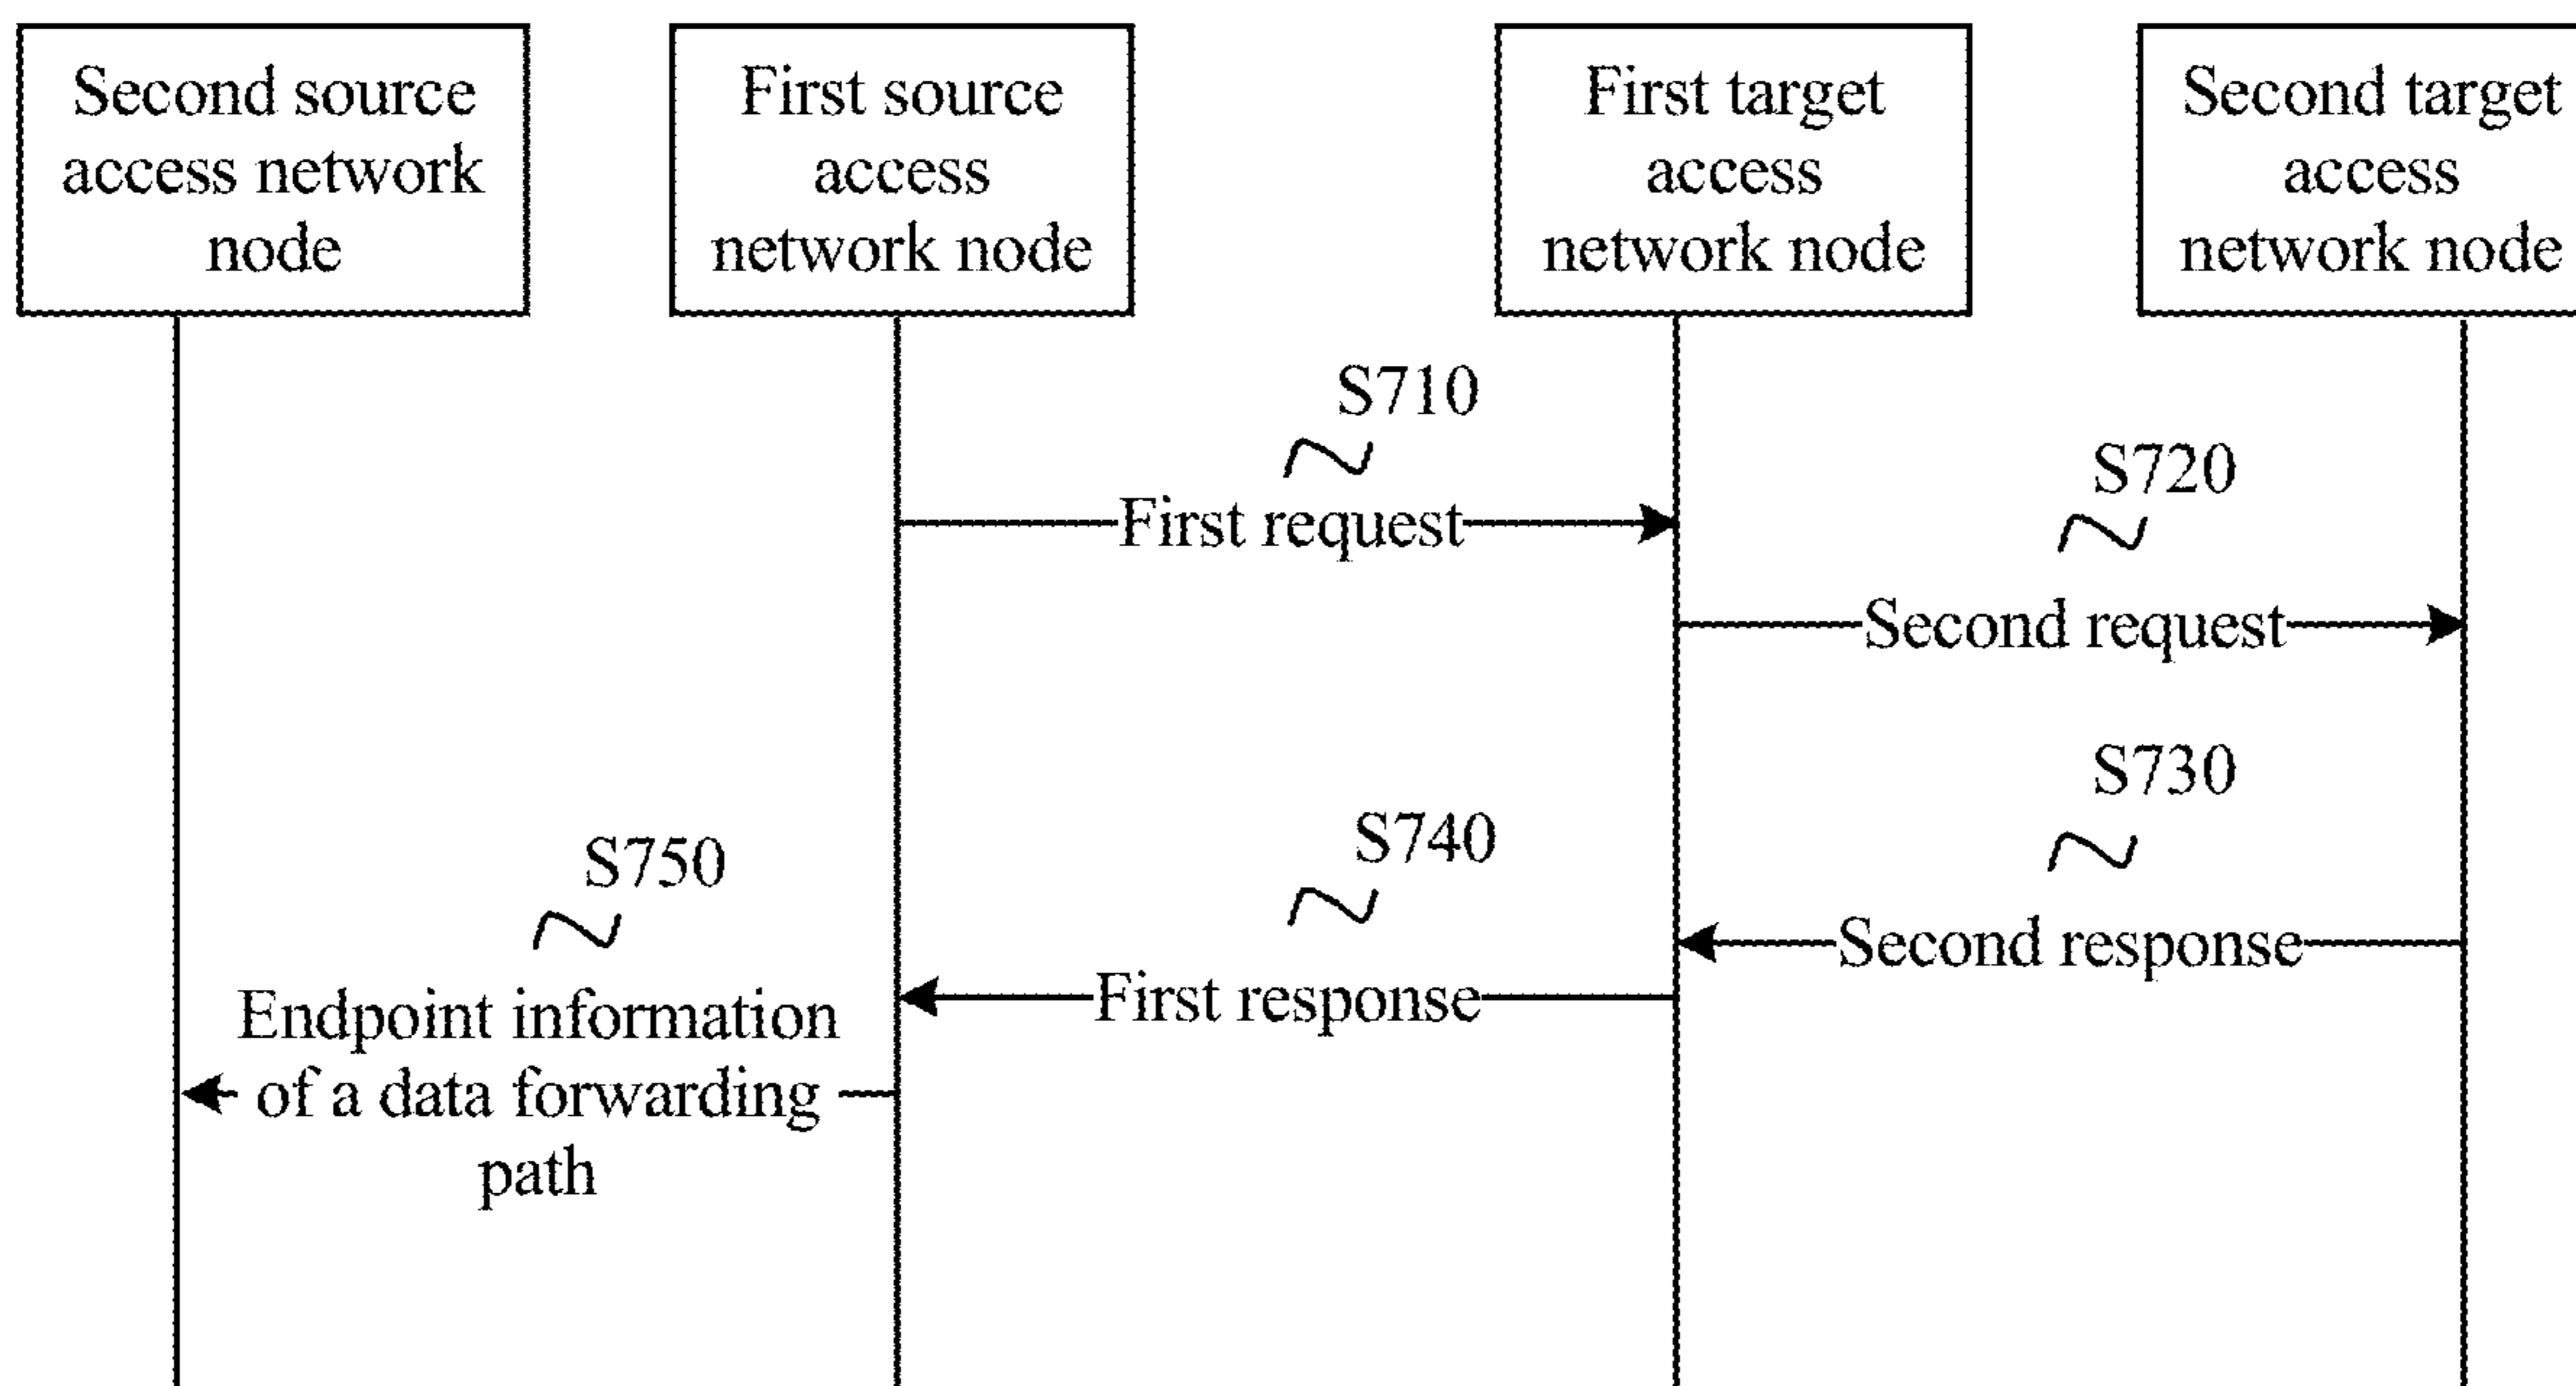 Second source
access network
node
First source
access
network node
First target
access
network node
Second target
access
network node
S710
First request
S720
Second request
S730
Second response
S740
First response
S750
Endpoint information
of a data forwarding
path